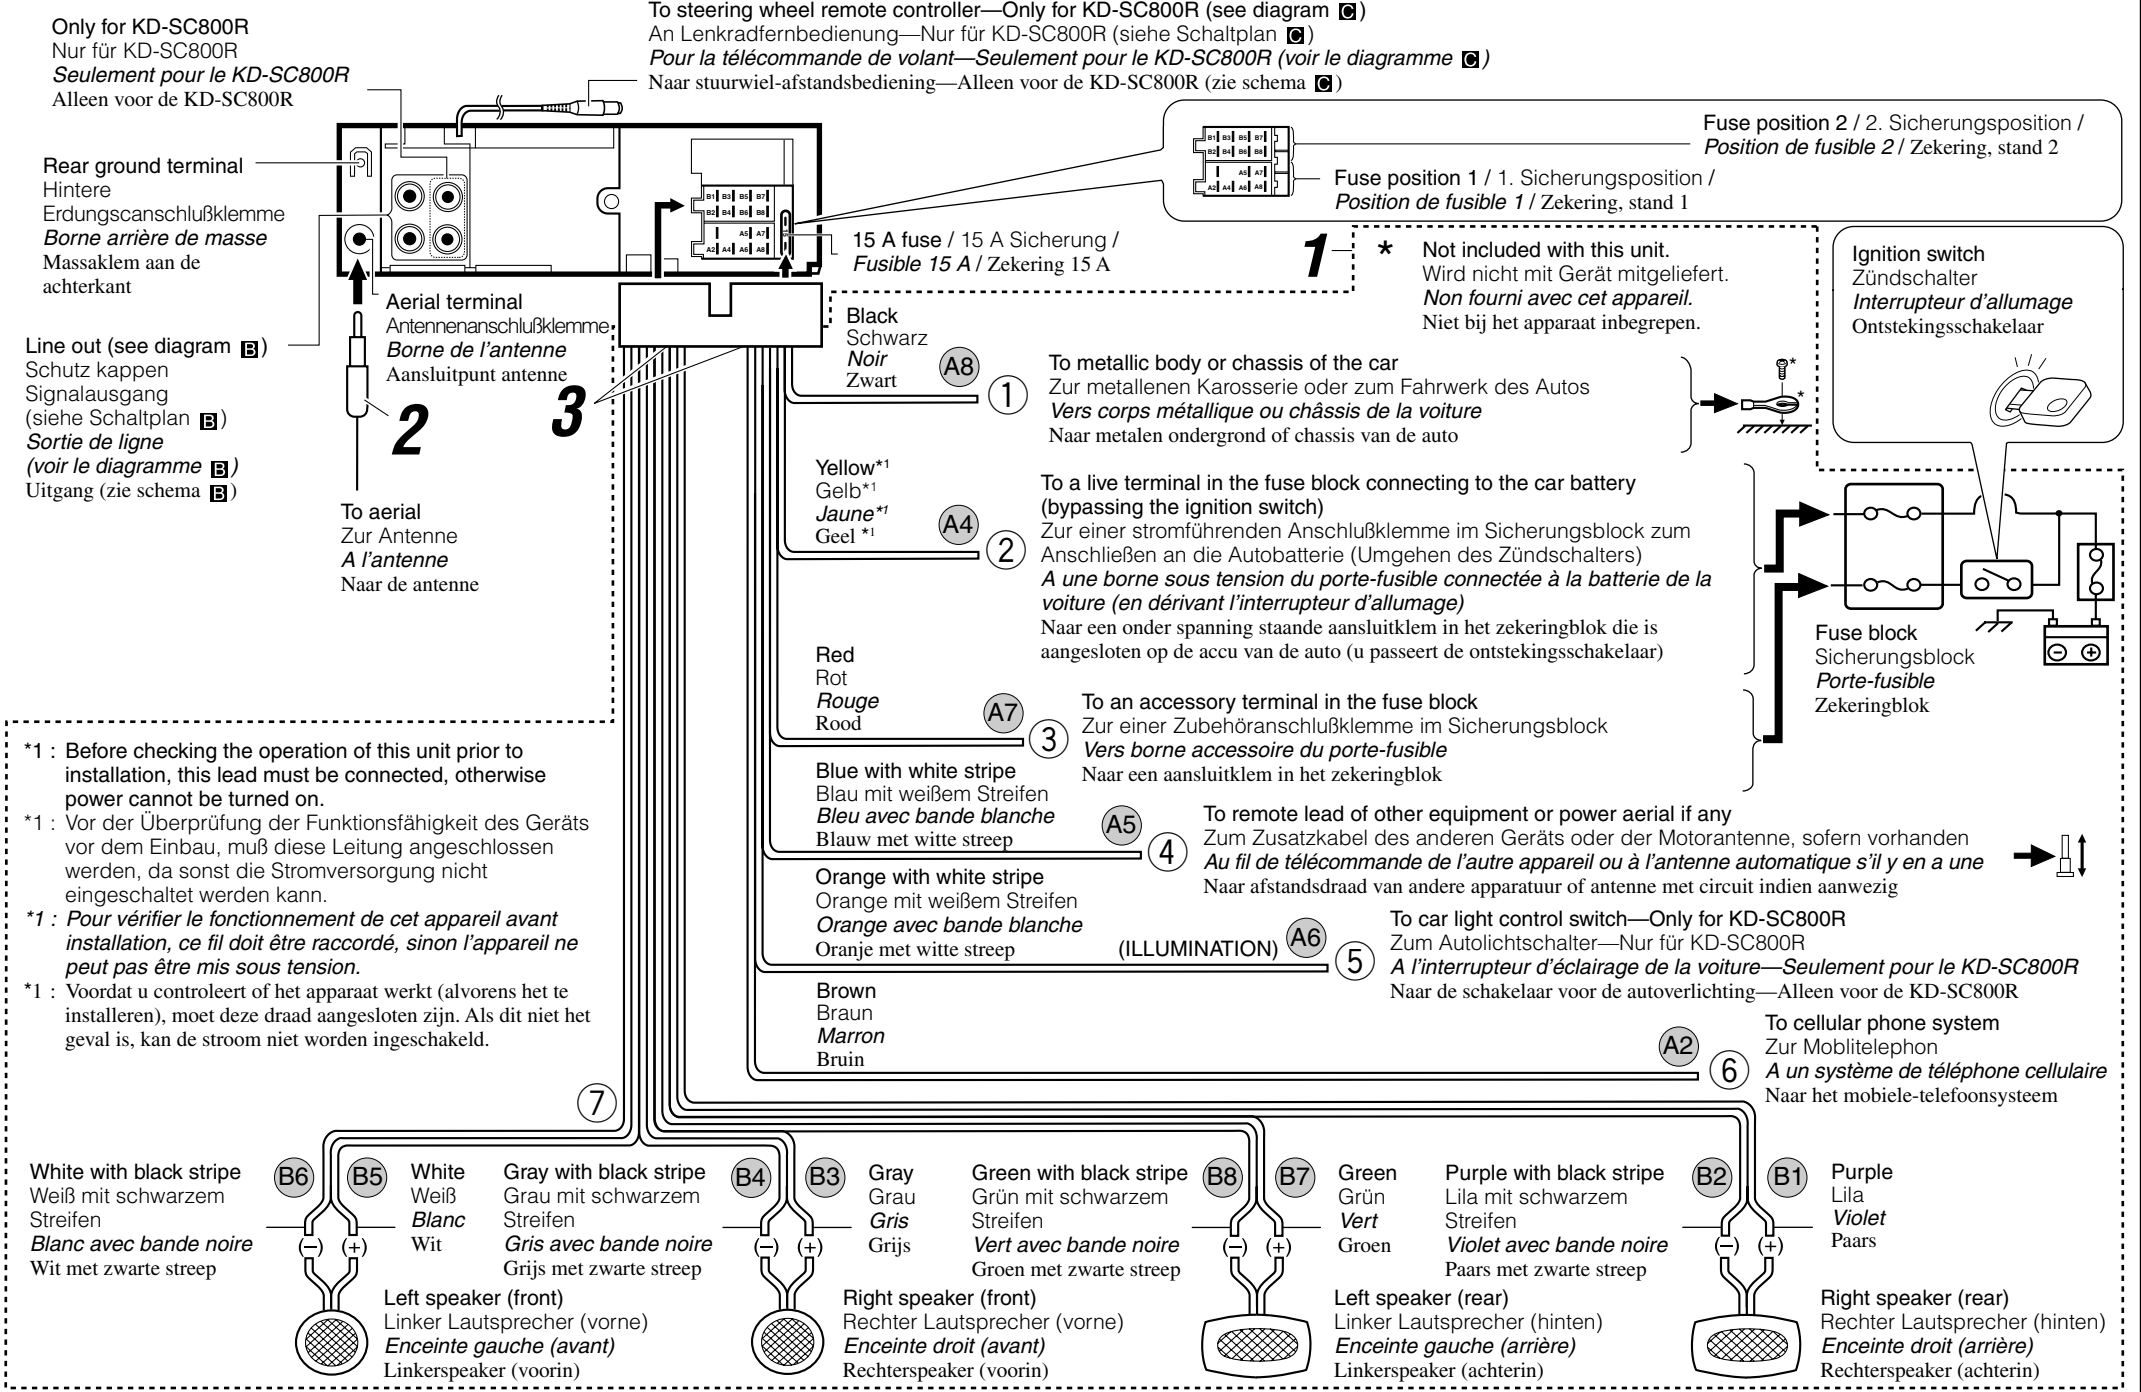 Only for KD-SC800R
Nur für KD-SC800R
Seulement pour le KD-SC800R
Alleen voor de KD-SC800R
To steering wheel remote controller—Only for KD-SC800R (see diagram C)
An Lenkradfernbedienung—Nur für KD-SC800R (siehe Schaltplan C)
Pour la télécommande de volant—Seulement pour le KD-SC800R (voir le diagramme C)
Naar stuurwiel-afstandsbediening—Alleen voor de KD-SC800R (zie schema C)
B1 B3 B5 B7
B2 B4 B6 B8
A5 A7
A2 A4 A6 A8
Fuse position 2 / 2. Sicherungsposition /
Position de fusible 2 / Zekering, stand 2
Fuse position 1 / 1. Sicherungsposition /
Position de fusible 1 / Zekering, stand 1
Rear ground terminal
Hintere
Erdungscanschlußklemme
Borne arrière de masse
Massaklem aan de
achterkant
B1 B3 B5 B7
B2 B4 B6 B8
A5 A7
A2 A4 A6 A8
15 A fuse / 15 A Sicherung /
Fusible 15 A / Zekering 15 A
1
* Not included with this unit.
Wird nicht mit Gerät mitgeliefert.
Non fourni avec cet appareil.
Niet bij het apparaat inbegrepen.
Ignition switch
Zündschalter
Interrupteur d'allumage
Ontstekingsschakelaar
Aerial terminal
Antennenanschlußklemme
Borne de l'antenne
Aansluitpunt antenne
Line out (see diagram B)
Schutz kappen
Signalausgang
(siehe Schaltplan B)
Sortie de ligne
(voir le diagramme B)
Uitgang (zie schema B)
2
3
To aerial
Zur Antenne
A l'antenne
Naar de antenne
Black
Schwarz
Noir
Zwart
A8
1
To metallic body or chassis of the car
Zur metallenen Karosserie oder zum Fahrwerk des Autos
Vers corps métallique ou châssis de la voiture
Naar metalen ondergrond of chassis van de auto
*
*
Yellow*1
Gelb*1
Jaune*1
Geel *1
A4
2
To a live terminal in the fuse block connecting to the car battery
(bypassing the ignition switch)
Zur einer stromführenden Anschlußklemme im Sicherungsblock zum
Anschließen an die Autobatterie (Umgehen des Zündschalters)
A une borne sous tension du porte-fusible connectée à la batterie de la
voiture (en dérivant l'interrupteur d'allumage)
Naar een onder spanning staande aansluitklem in het zekeringblok die is
aangesloten op de accu van de auto (u passeert de ontstekingsschakelaar)
Fuse block
Sicherungsblock
Porte-fusible
Zekeringblok
Red
Rot
Rouge
Rood
A7
3
To an accessory terminal in the fuse block
Zur einer Zubehöranschlußklemme im Sicherungsblock
Vers borne accessoire du porte-fusible
Naar een aansluitklem in het zekeringblok
*1 : Before checking the operation of this unit prior to
installation, this lead must be connected, otherwise
power cannot be turned on.
*1 : Vor der Überprüfung der Funktionsfähigkeit des Geräts
vor dem Einbau, muß diese Leitung angeschlossen
werden, da sonst die Stromversorgung nicht
eingeschaltet werden kann.
*1 : Pour vérifier le fonctionnement de cet appareil avant
installation, ce fil doit être raccordé, sinon l'appareil ne
peut pas être mis sous tension.
*1 : Voordat u controleert of het apparaat werkt (alvorens het te
installeren), moet deze draad aangesloten zijn. Als dit niet het
geval is, kan de stroom niet worden ingeschakeld.
Blue with white stripe
Blau mit weißem Streifen
Bleu avec bande blanche
Blauw met witte streep
A5
4
To remote lead of other equipment or power aerial if any
Zum Zusatzkabel des anderen Geräts oder der Motorantenne, sofern vorhanden
Au fil de télécommande de l'autre appareil ou à l'antenne automatique s'il y en a une
Naar afstandsdraad van andere apparatuur of antenne met circuit indien aanwezig
Orange with white stripe
Orange mit weißem Streifen
Orange avec bande blanche
Oranje met witte streep
(ILLUMINATION)
A6
5
To car light control switch—Only for KD-SC800R
Zum Autolichtschalter—Nur für KD-SC800R
A l'interrupteur d'éclairage de la voiture—Seulement pour le KD-SC800R
Naar de schakelaar voor de autoverlichting—Alleen voor de KD-SC800R
Brown
Braun
Marron
Bruin
A2
6
To cellular phone system
Zur Moblitelephon
A un système de téléphone cellulaire
Naar het mobiele-telefoonsysteem
7
White with black stripe
Weiß mit schwarzem
Streifen
Blanc avec bande noire
Wit met zwarte streep
B6
B5
White
Weiß
Blanc
Wit
(−) (+)
Left speaker (front)
Linker Lautsprecher (vorne)
Enceinte gauche (avant)
Linkerspeaker (voorin)
Gray with black stripe
Grau mit schwarzem
Streifen
Gris avec bande noire
Grijs met zwarte streep
B4
B3
Gray
Grau
Gris
Grijs
(−) (+)
Right speaker (front)
Rechter Lautsprecher (vorne)
Enceinte droit (avant)
Rechterspeaker (voorin)
Green with black stripe
Grün mit schwarzem
Streifen
Vert avec bande noire
Groen met zwarte streep
B8
B7
Green
Grün
Vert
Groen
(−) (+)
Left speaker (rear)
Linker Lautsprecher (hinten)
Enceinte gauche (arrière)
Linkerspeaker (achterin)
Purple with black stripe
Lila mit schwarzem
Streifen
Violet avec bande noire
Paars met zwarte streep
B2
B1
Purple
Lila
Violet
Paars
(−) (+)
Right speaker (rear)
Rechter Lautsprecher (hinten)
Enceinte droit (arrière)
Rechterspeaker (achterin)